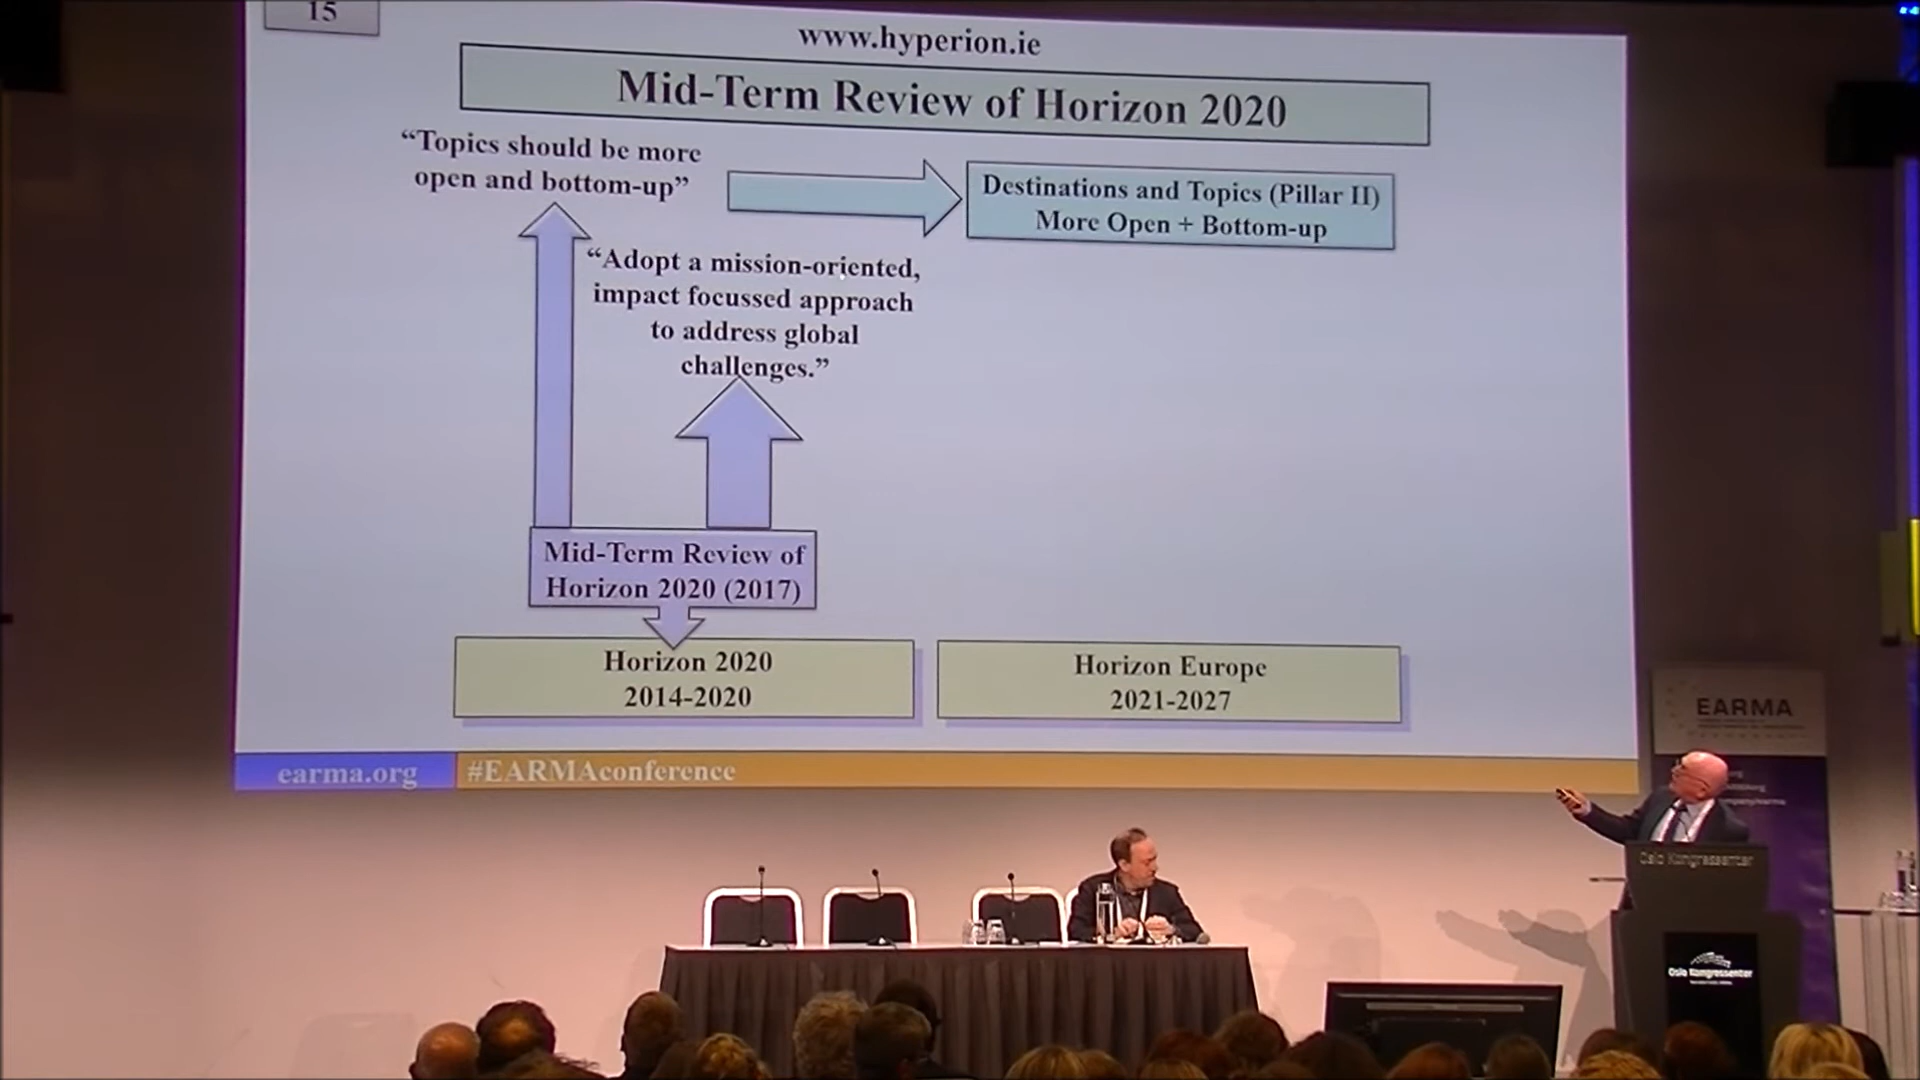 15
www.hyperion.ie
Mid-Term Review of Horizon 2020
“Topics should be more
open and bottom-up”
Destinations and Topics (Pillar II)
More Open + Bottom-up
“Adopt a mission-oriented,
impact focussed approach
to address global
challenges.”
Mid-Term Review of
Horizon 2020 (2017)
Horizon 2020
2014-2020
Horizon Europe
2021-2027
earma.org
#EARMAconference
EARMA
Oslo Kongressenter
Oslo Kongressenter